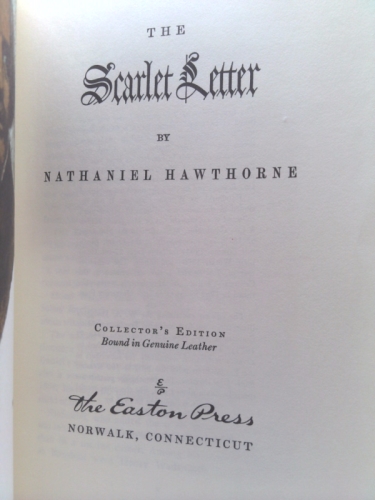 THE
Scarlet Letter
BY
NATHANIEL HAWTHORNE
COLLECTOR'S EDITION
Bound in Genuine Leather
E
P
The Easton Press
NORWALK, CONNECTICUT